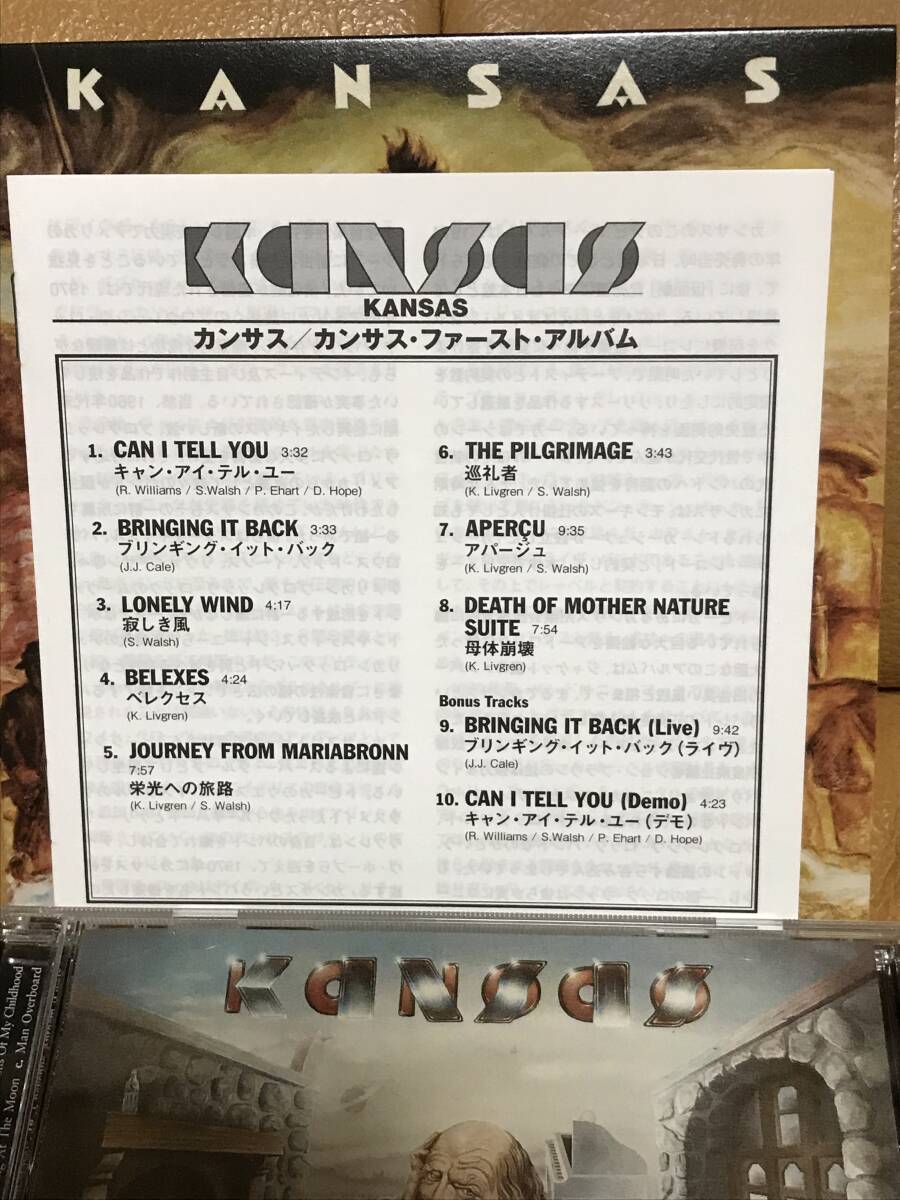 KANSAS
KANSAS
KANSAS
カンサス／カンサス・ファースト・アルバム
1. CAN I TELL YOU 3:32
キャン・アイ・テル・ユー
(R. Williams / S.Walsh / P. Ehart / D. Hope)
2. BRINGING IT BACK 3:33
ブリンギング・イット・バック
(J.J. Cale)
3. LONELY WIND 4:17
寂しき風
(S. Walsh)
4. BELEXES 4:24
ベレクセス
(K. Livgren)
5. JOURNEY FROM MARIABRONN
7:57
栄光への旅路
(K. Livgren / S. Walsh)
6. THE PILGRIMAGE 3:43
巡礼者
(K. Livgren / S. Walsh)
7. APERÇU 9:35
アパージュ
(K. Livgren / S. Walsh)
8. DEATH OF MOTHER NATURE
SUITE 7:54
母体崩壊
(K. Livgren)
Bonus Tracks
9. BRINGING IT BACK (Live) 9:42
ブリンギング・イット・バック（ライヴ）
(J.J. Cale)
10. CAN I TELL YOU (Demo) 4:23
キャン・アイ・テル・ユー（デモ）
(R. Williams / S.Walsh / P. Ehart / D. Hope)
KANSAS
Of My Childhood
At The Moon c. Man Overboard